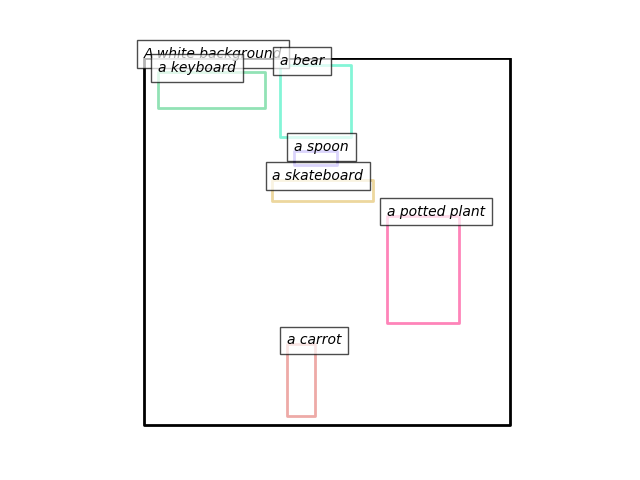 A white background
a keyboard
a bear
a spoon
a skateboard
a potted plant
a carrot